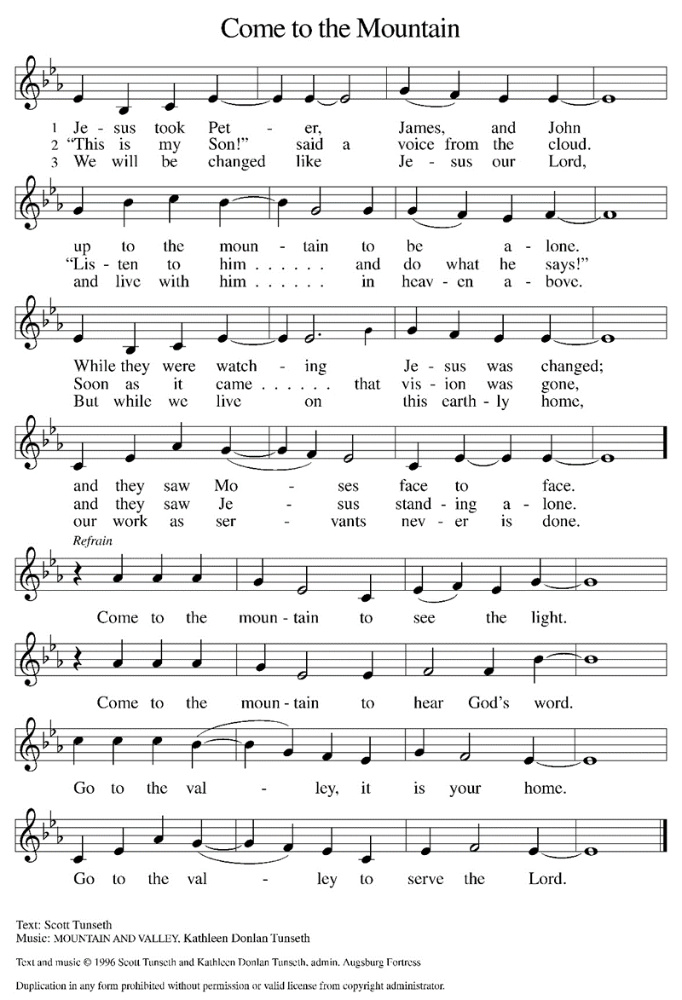 Come to the Mountain
1 Je - sus took Pet - er, James, and John
2 “This is my Son!” said a voice from the cloud.
3 We will be changed like Je - sus our Lord,
up to the moun - tain to be a - lone.
“Lis - ten to him . . . . . . and do what he says!”
and live with him . . . . . . in heav - en a - bove.
While they were watch - ing Je - sus was changed;
Soon as it came . . . . . . that vis - ion was gone,
But while we live on this earth - ly home,
and they saw Mo - ses face to face.
and they saw Je - sus stand - ing a - lone.
our work as ser - vants nev - er is done.
Refrain
Come to the moun - tain to see the light.
Come to the moun - tain to hear God’s word.
Go to the val - ley, it is your home.
Go to the val - ley to serve the Lord.
Text: Scott Tunseth
Music: MOUNTAIN AND VALLEY, Kathleen Donlan Tunseth
Text and music © 1996 Scott Tunseth and Kathleen Donlan Tunseth, admin. Augsburg Fortress
Duplication in any form prohibited without permission or valid license from copyright administrator.